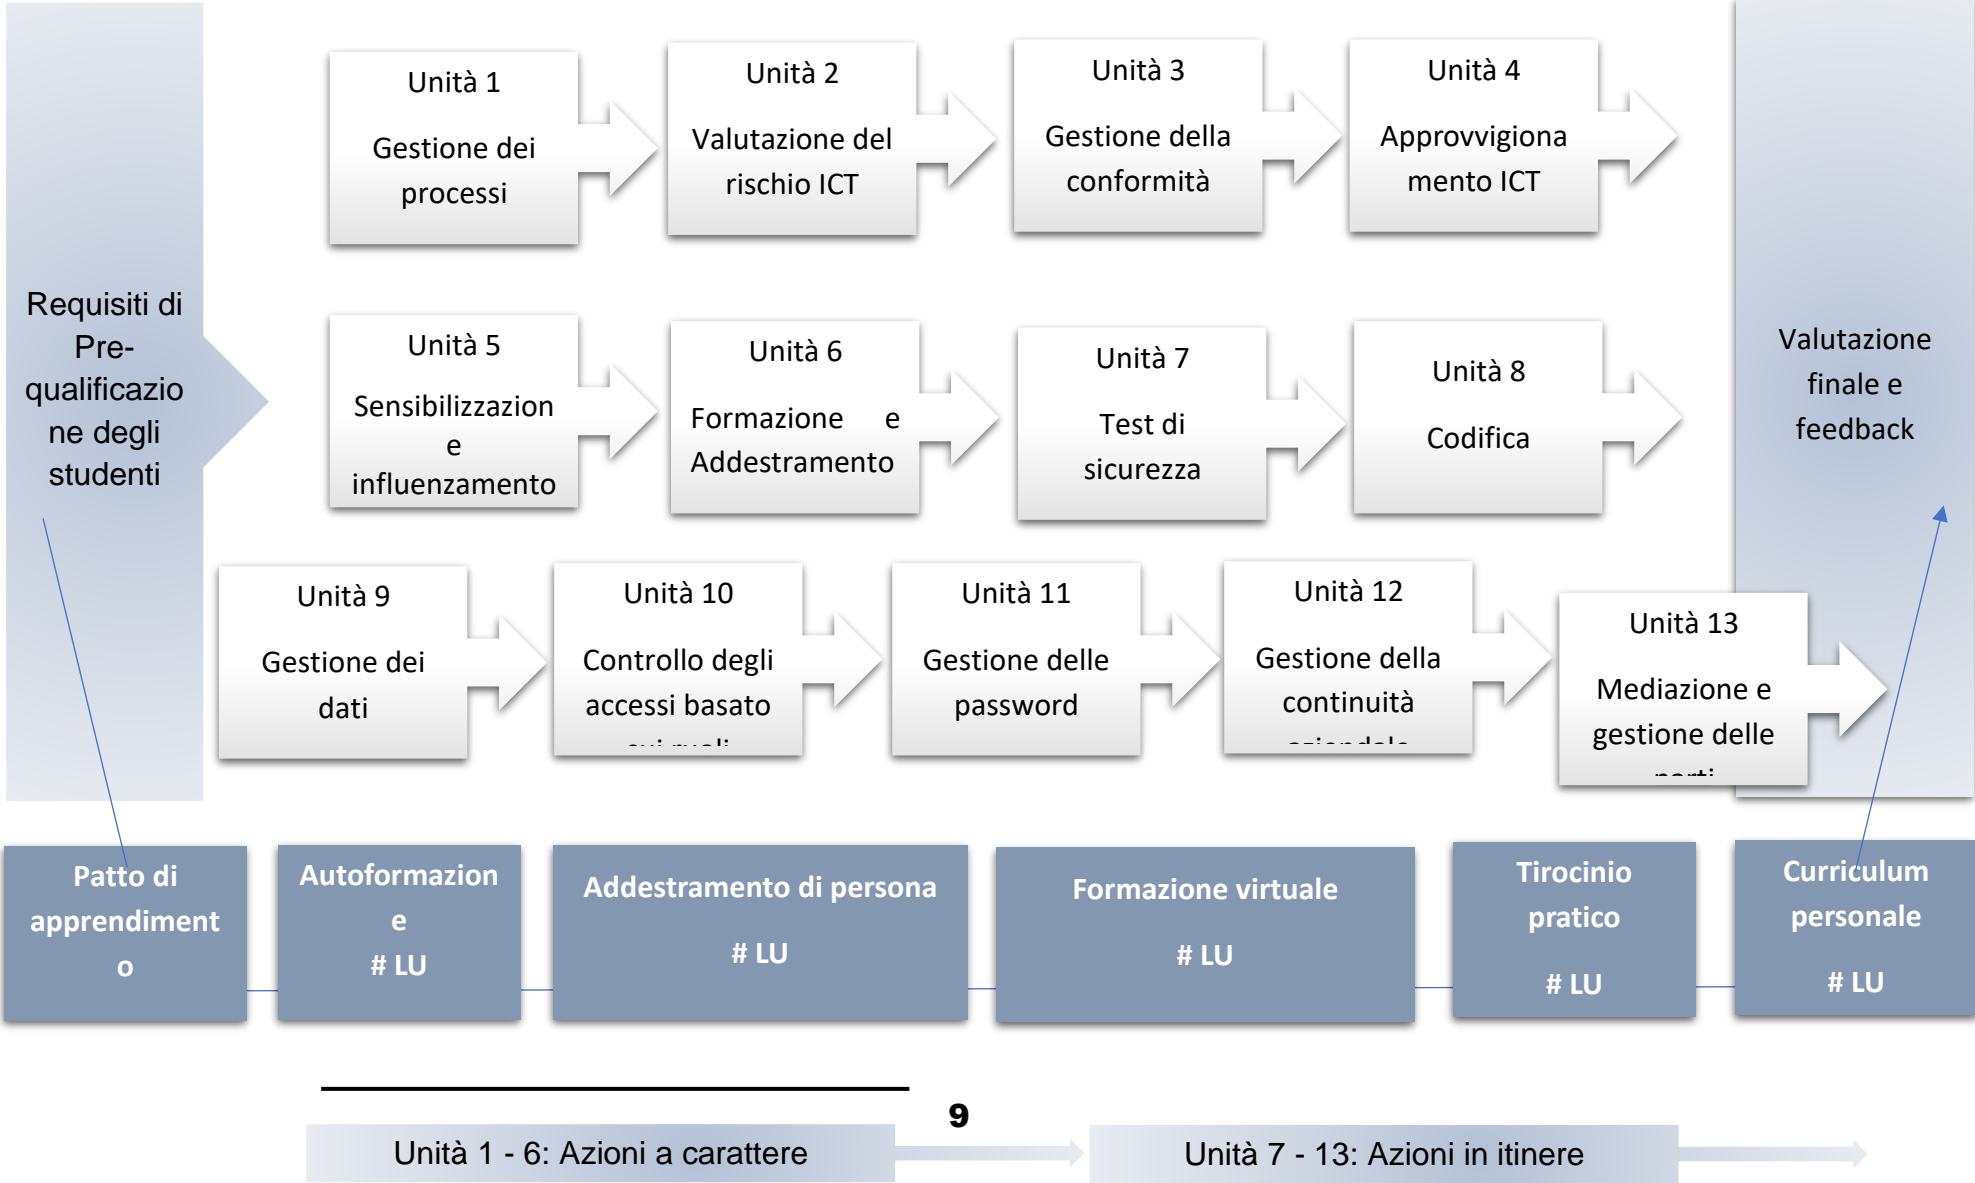 Requisiti di
Pre-
qualificazio
ne degli
studenti
Unità 1
Gestione dei
processi
Unità 2
Valutazione del
rischio ICT
Unità 3
Gestione della
conformità
Unità 4
Approvvigiona
mento ICT
Unità 5
Sensibilizzazion
e
influenzamento
Unità 6
Formazione e
Addestramento
Unità 7
Test di
sicurezza
Unità 8
Codifica
Valutazione
finale e
feedback
Unità 9
Gestione dei
dati
Unità 10
Controllo degli
accessi basato
sui ruoli
Unità 11
Gestione delle
password
Unità 12
Gestione della
continuità
aziendale
Unità 13
Mediazione e
gestione delle
parti
Patto di
apprendiment
o
Autoformazion
e
# LU
Addestramento di persona
# LU
Formazione virtuale
# LU
Tirocinio
pratico
# LU
Curriculum
personale
# LU
9
Unità 1 - 6: Azioni a carattere
Unità 7 - 13: Azioni in itinere